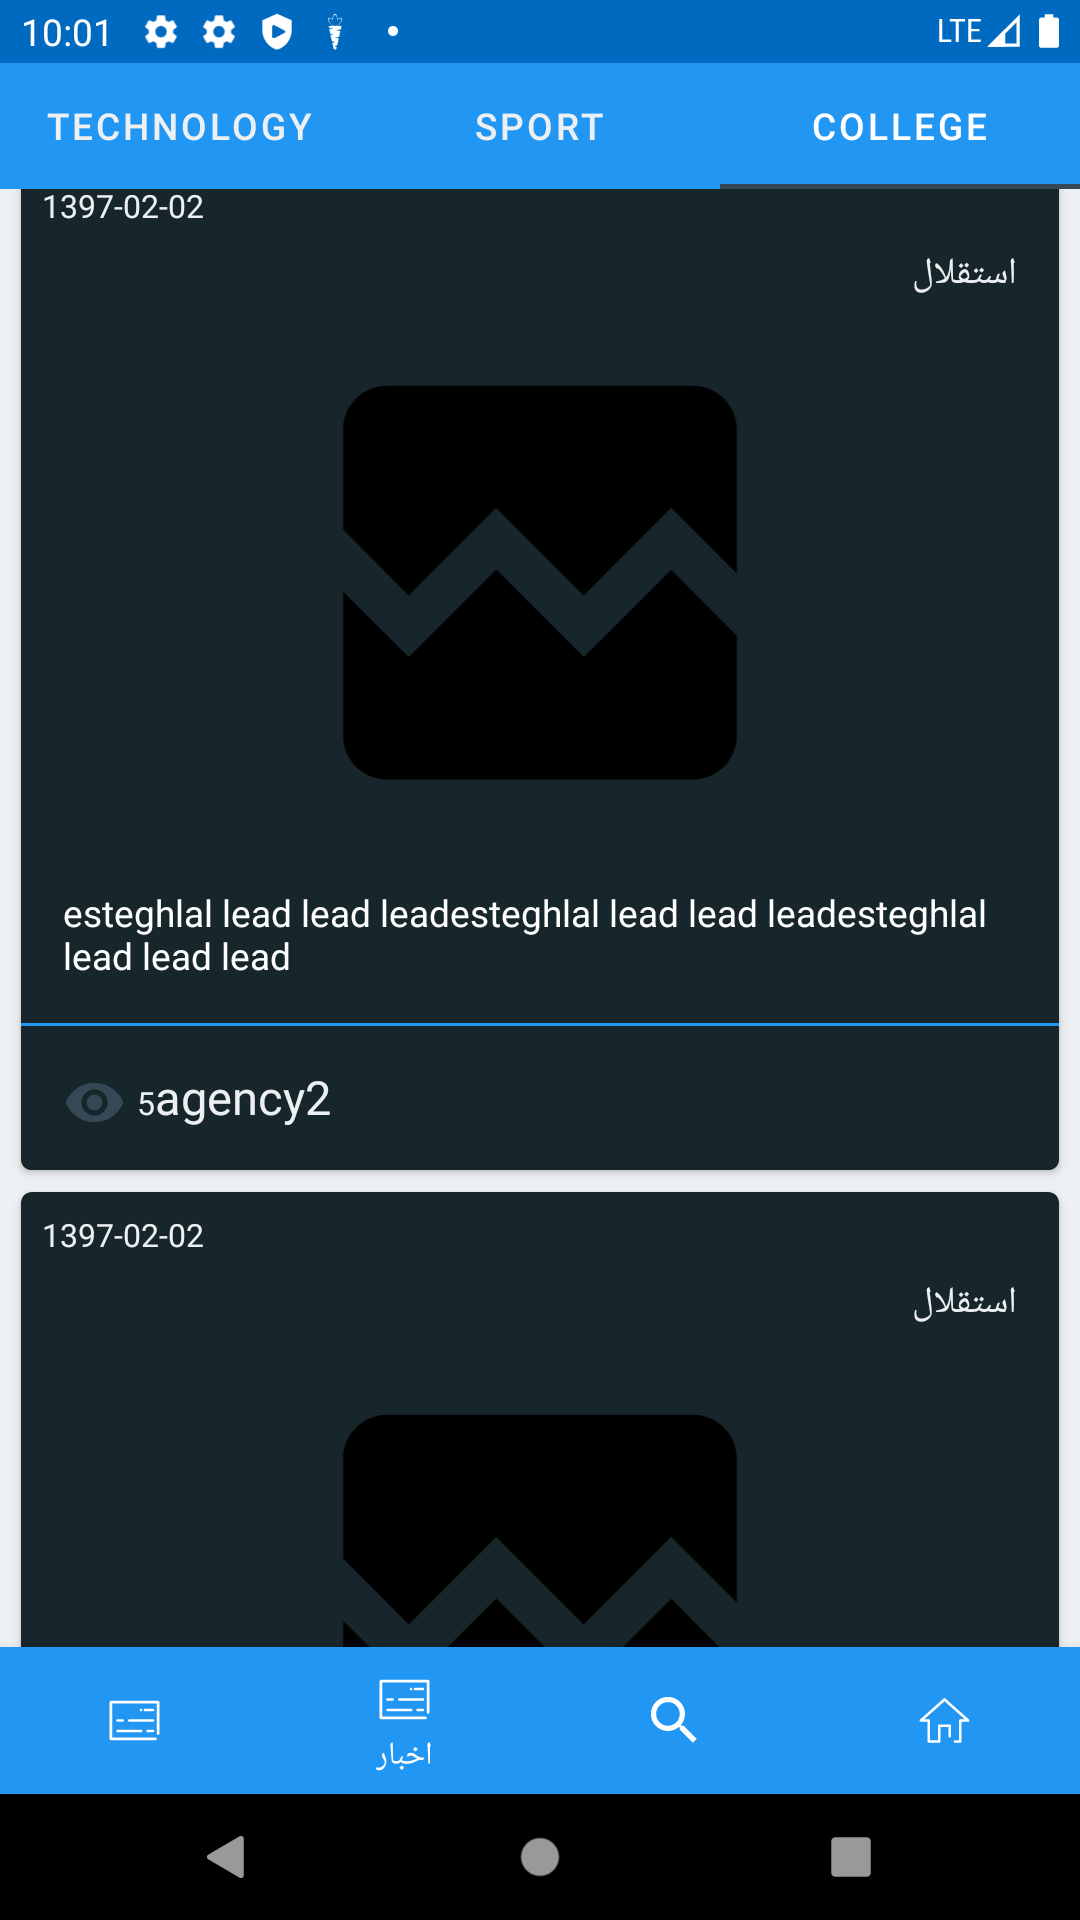 10:01 LTE
TECHNOLOGY SPORT COLLEGE
1397-02-02
استقلال
esteghlal lead lead leadesteghlal lead lead leadesteghlal
lead lead lead
5agency2
1397-02-02
استقلال
اخبار